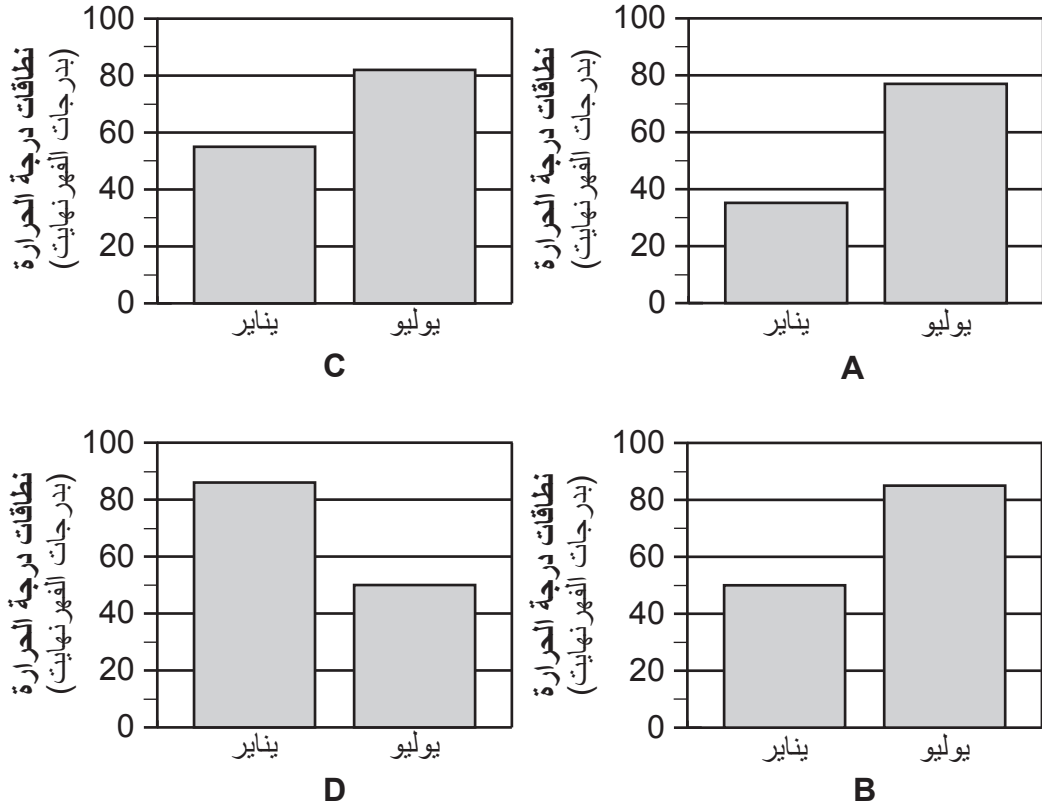 نطاقات درجة الحرارة
(بدرجات الفهرنهايت)
100
80
60
40
20
0
يناير
يوليو
A
نطاقات درجة الحرارة
(بدرجات الفهرنهايت)
100
80
60
40
20
0
يناير
يوليو
C
نطاقات درجة الحرارة
(بدرجات الفهرنهايت)
100
80
60
40
20
0
يناير
يوليو
B
نطاقات درجة الحرارة
(بدرجات الفهرنهايت)
100
80
60
40
20
0
يناير
يوليو
D